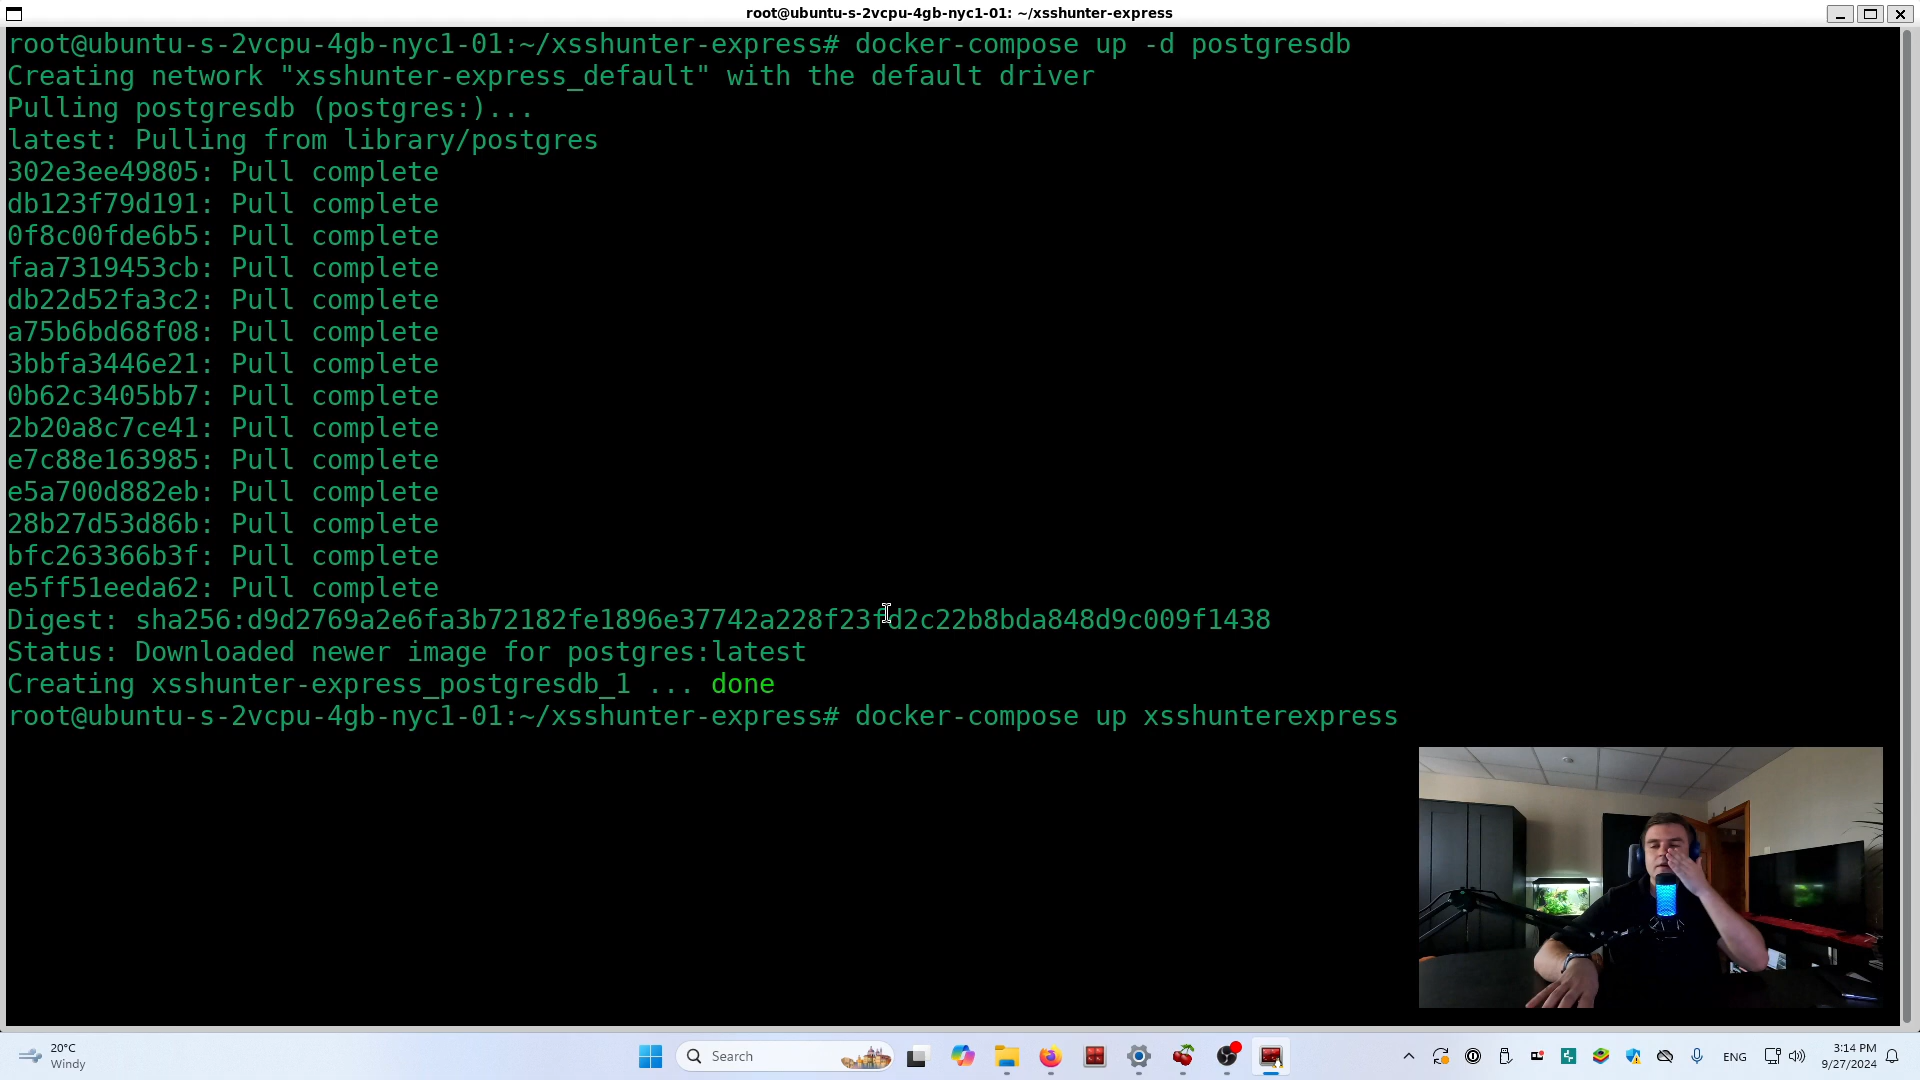 root@ubuntu-s-2vcpu-4gb-nyc1-01: ~/xsshunter-express
root@ubuntu-s-2vcpu-4gb-nyc1-01:~/xsshunter-express# docker-compose up -d postgresdb
Creating network "xsshunter-express_default" with the default driver
Pulling postgresdb (postgres:)...
latest: Pulling from library/postgres
302e3ee49805: Pull complete
db123f79d191: Pull complete
0f8c00fde6b5: Pull complete
faa7319453cb: Pull complete
db22d52fa3c2: Pull complete
a75b6bd68f08: Pull complete
3bbfa3446e21: Pull complete
0b62c3405bb7: Pull complete
2b20a8c7ce41: Pull complete
e7c88e163985: Pull complete
e5a700d882eb: Pull complete
28b27d53d86b: Pull complete
bfc263366b3f: Pull complete
e5ff51eeda62: Pull complete
Digest: sha256:d9d2769a2e6fa3b72182fe1896e37742a228f23fd2c22b8bda848d9c009f1438
Status: Downloaded newer image for postgres:latest
Creating xsshunter-express_postgresdb_1 ... done
root@ubuntu-s-2vcpu-4gb-nyc1-01:~/xsshunter-express# docker-compose up xsshunterexpress
20°C
Windy
Search
ENG
3:14 PM
9/27/2024